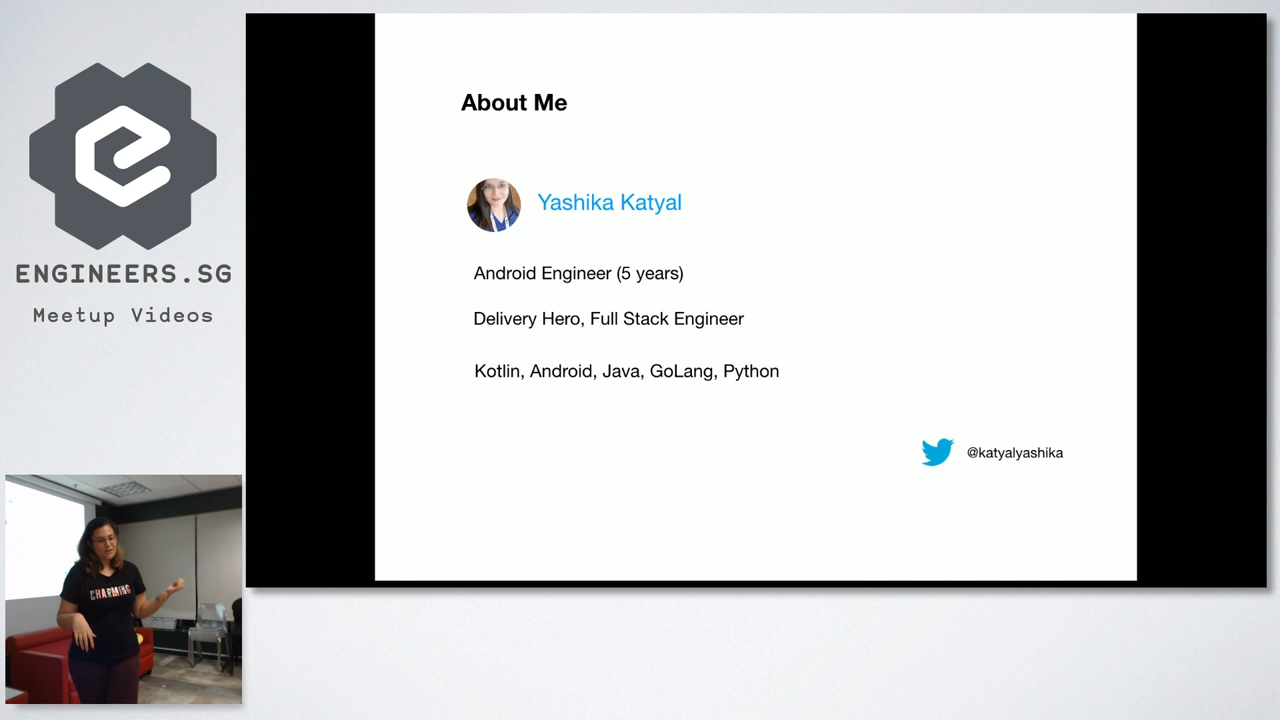 ENGINEERS.SG
Meetup Videos
About Me
Yashika Katyal
Android Engineer (5 years)
Delivery Hero, Full Stack Engineer
Kotlin, Android, Java, GoLang, Python
@katyalyashika
CHARMING